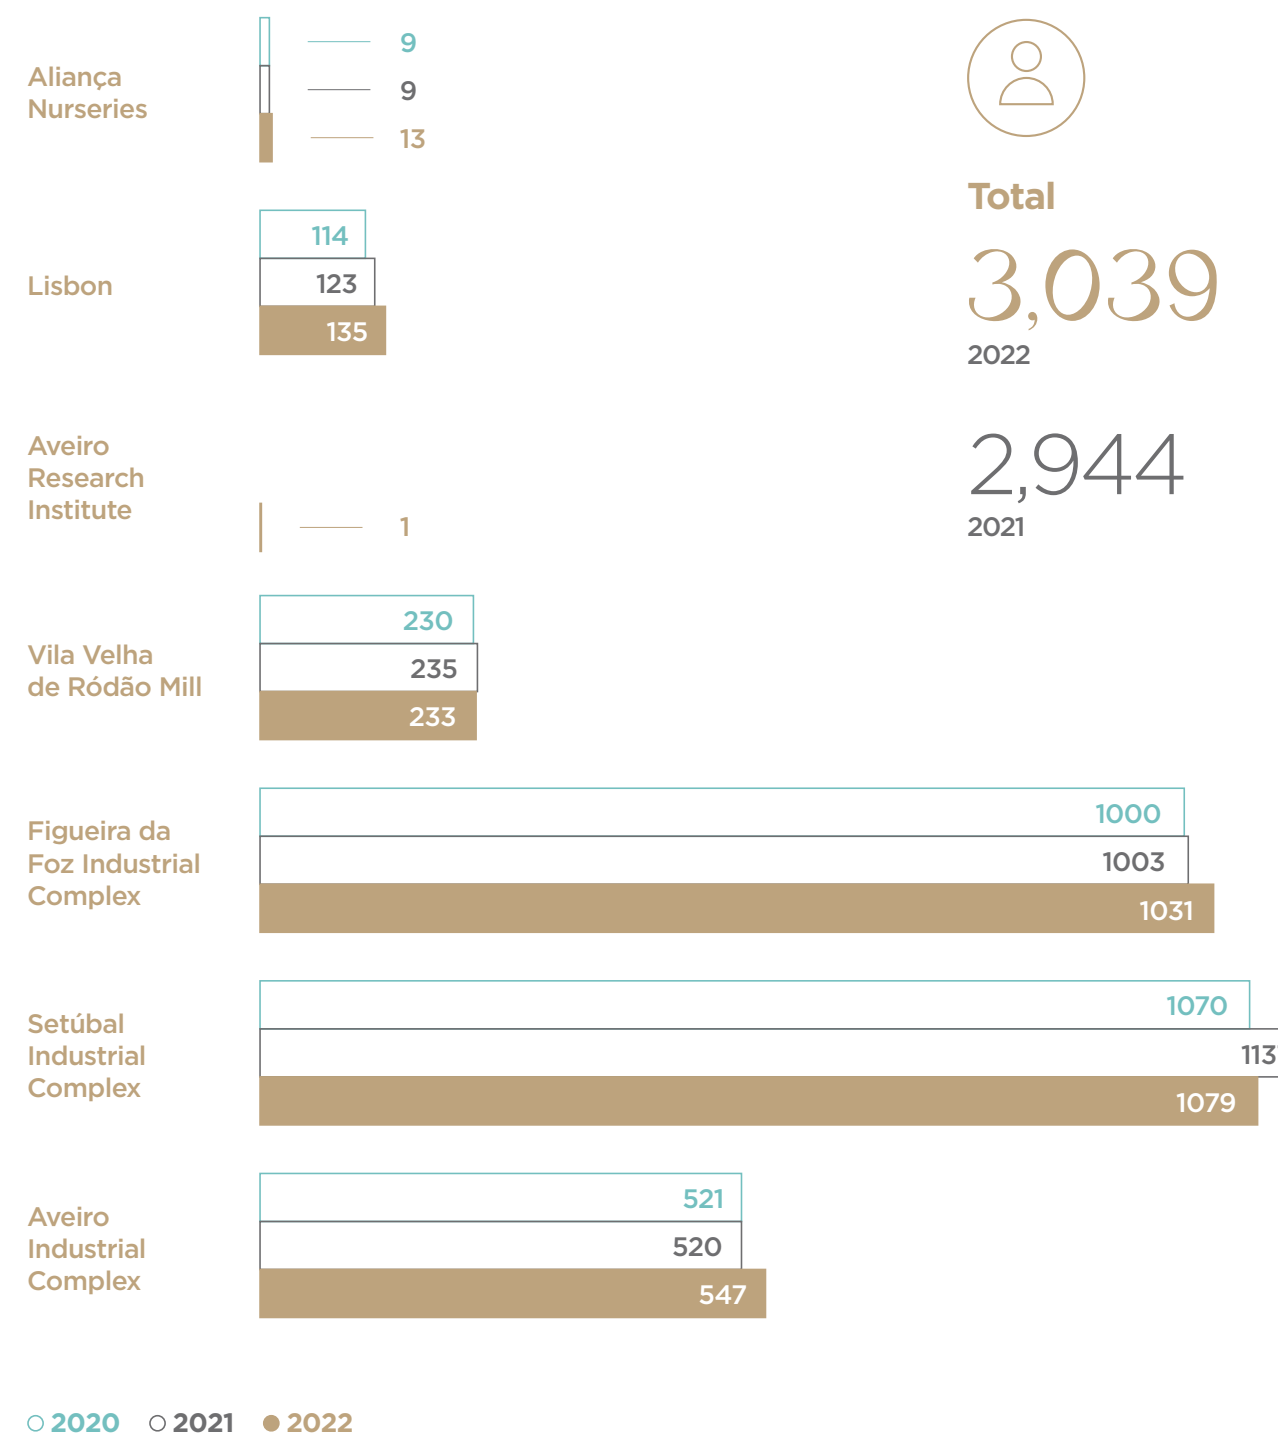 Aliança
Nurseries
9
9
13
Total
3,039
2022
2,944
2021
Lisbon
114
123
135
Aveiro
Research
Institute
1
Vila Velha
de Ródão Mill
230
235
233
Figueira da
Foz Industrial
Complex
1000
1003
1031
Setúbal
Industrial
Complex
1070
1079
Aveiro
Industrial
Complex
521
520
547
2020 2021 2022